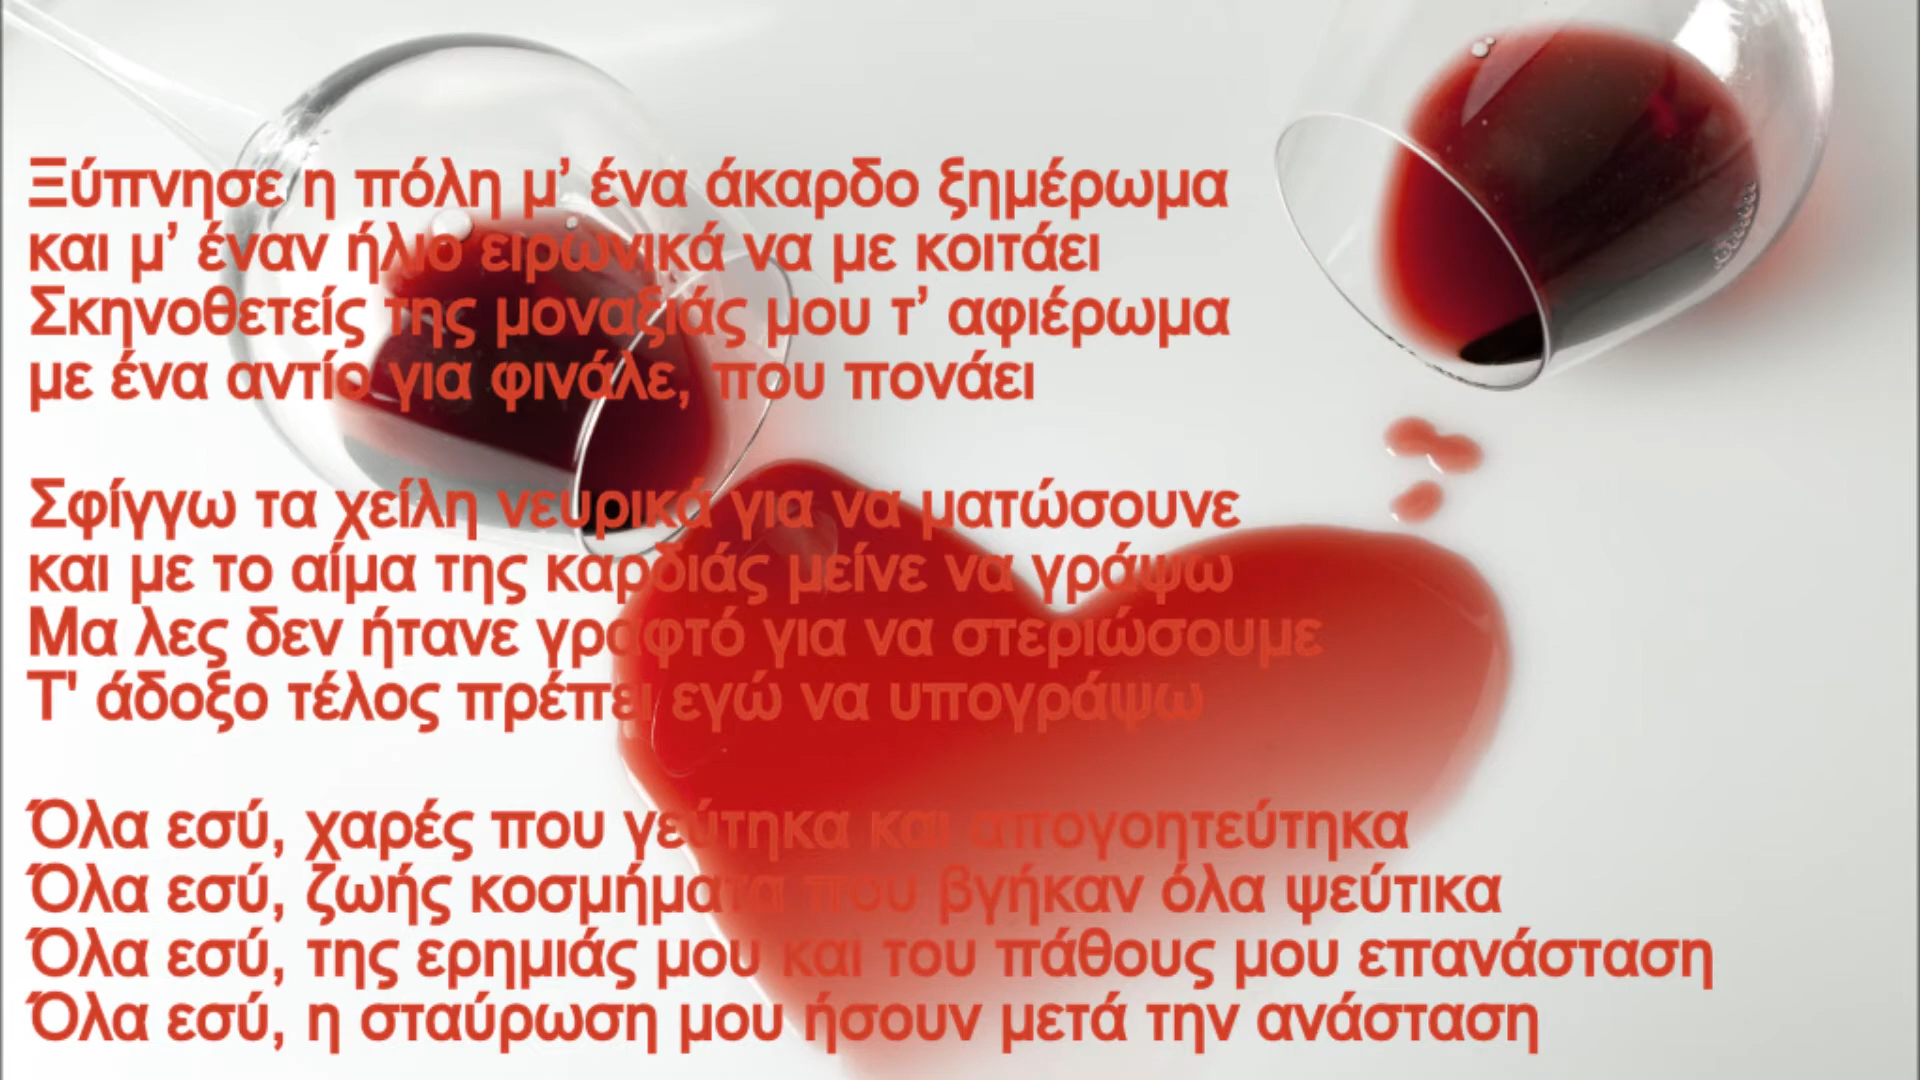 Ξύπνησε η πόλη μ’ ένα άκαρδο ξημέρωμα
και μ’ έναν ήλιο ειρωνικά να με κοιτάει
Σκηνοθετείς της μοναξιάς μου τ’ αφιέρωμα
με ένα αντίο για φινάλε, που πονάει
Σφίγγω τα χείλη νευρικά για να ματώσουνε
και με το αίμα της καρδιάς μείνε να γράψω
Μα λες δεν ήτανε γραφτό για να στεριώσουμε
Τ' άδοξο τέλος πρέπει εγώ να υπογράψω
Όλα εσύ, χαρές που γεύτηκα και απογοητεύτηκα
Όλα εσύ, ζωής κοσμήματα που βγήκαν όλα ψεύτικα
Όλα εσύ, της ερημιάς μου και του πάθους μου επανάσταση
Όλα εσύ, η σταύρωση μου ήσουν μετά την ανάσταση